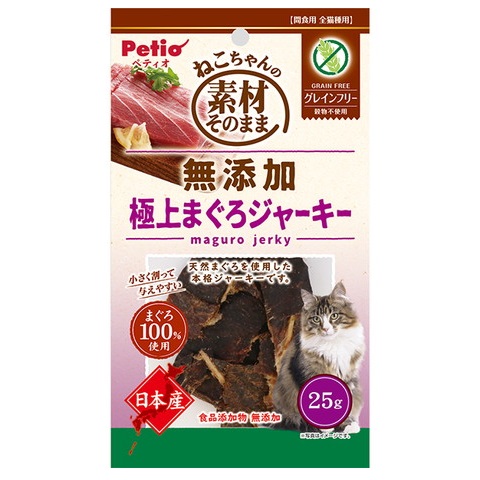 【間食用 全猫種用】
Petio
ペティオ
ねこちゃんの
素材
そのまま
GRAIN FREE
グレインフリー
穀物不使用
無添加
極上まぐろジャーキー
maguro jerky
天然まぐろを使用した
本格ジャーキーです。
小さく割って
与えやすい
まぐろ
100%
使用
日本産
25g
食品添加物 無添加
※写真はイメージです。